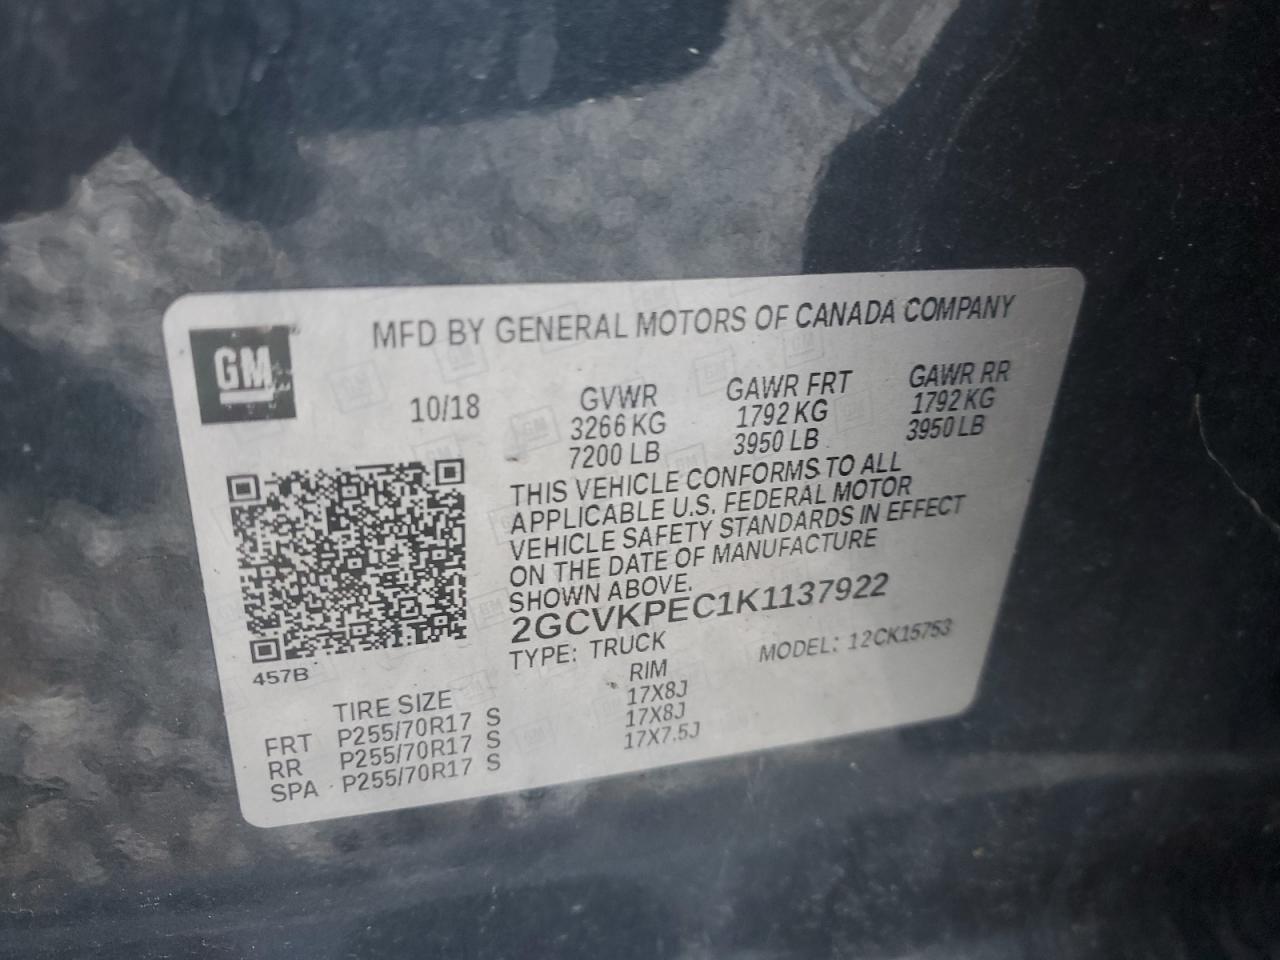 GM
MFD BY GENERAL MOTORS OF CANADA COMPANY
10/18
GVWR GAWR FRT GAWR RR
3266 KG 1792 KG 1792 KG
7200 LB 3950 LB 3950 LB
THIS VEHICLE CONFORMS TO ALL
APPLICABLE U.S. FEDERAL MOTOR
VEHICLE SAFETY STANDARDS IN EFFECT
ON THE DATE OF MANUFACTURE
SHOWN ABOVE.
2GCVKPEC1K1137922
TYPE: TRUCK MODEL: 12CK15753
457B
TIRE SIZE RIM
FRT P255/70R17 S 17X8J
RR P255/70R17 S 17X8J
SPA P255/70R17 S 17X7.5J